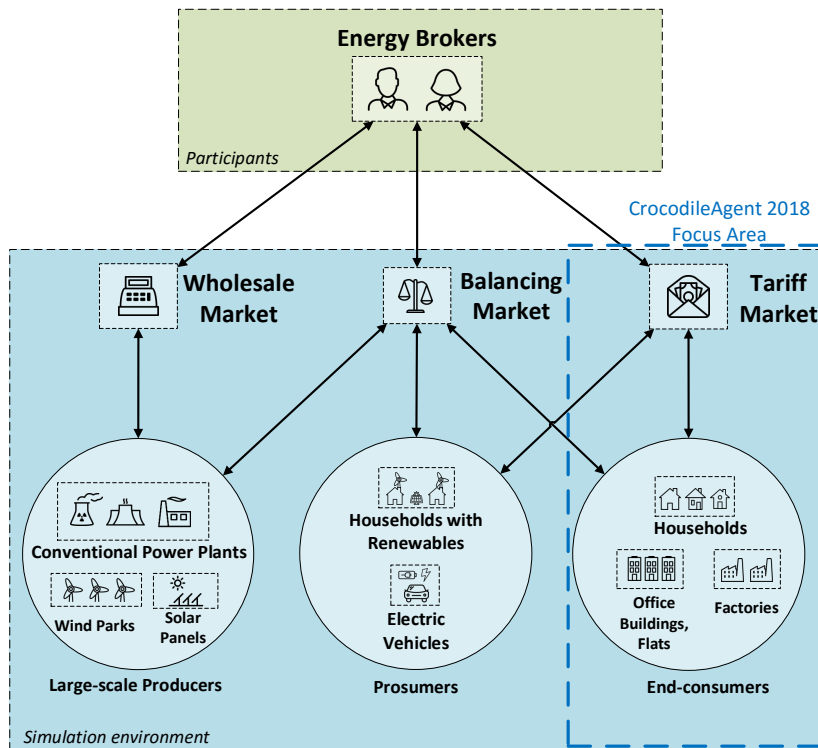 Energy Brokers
Participants
CrocodileAgent 2018
Focus Area
Wholesale
Market
Balancing
Market
Tariff
Market
Conventional Power Plants
Wind Parks
Solar
Panels
Large-scale Producers
Households with
Renewables
Electric
Vehicles
Prosumers
Households
Office
Buildings,
Flats
Factories
End-consumers
Simulation environment